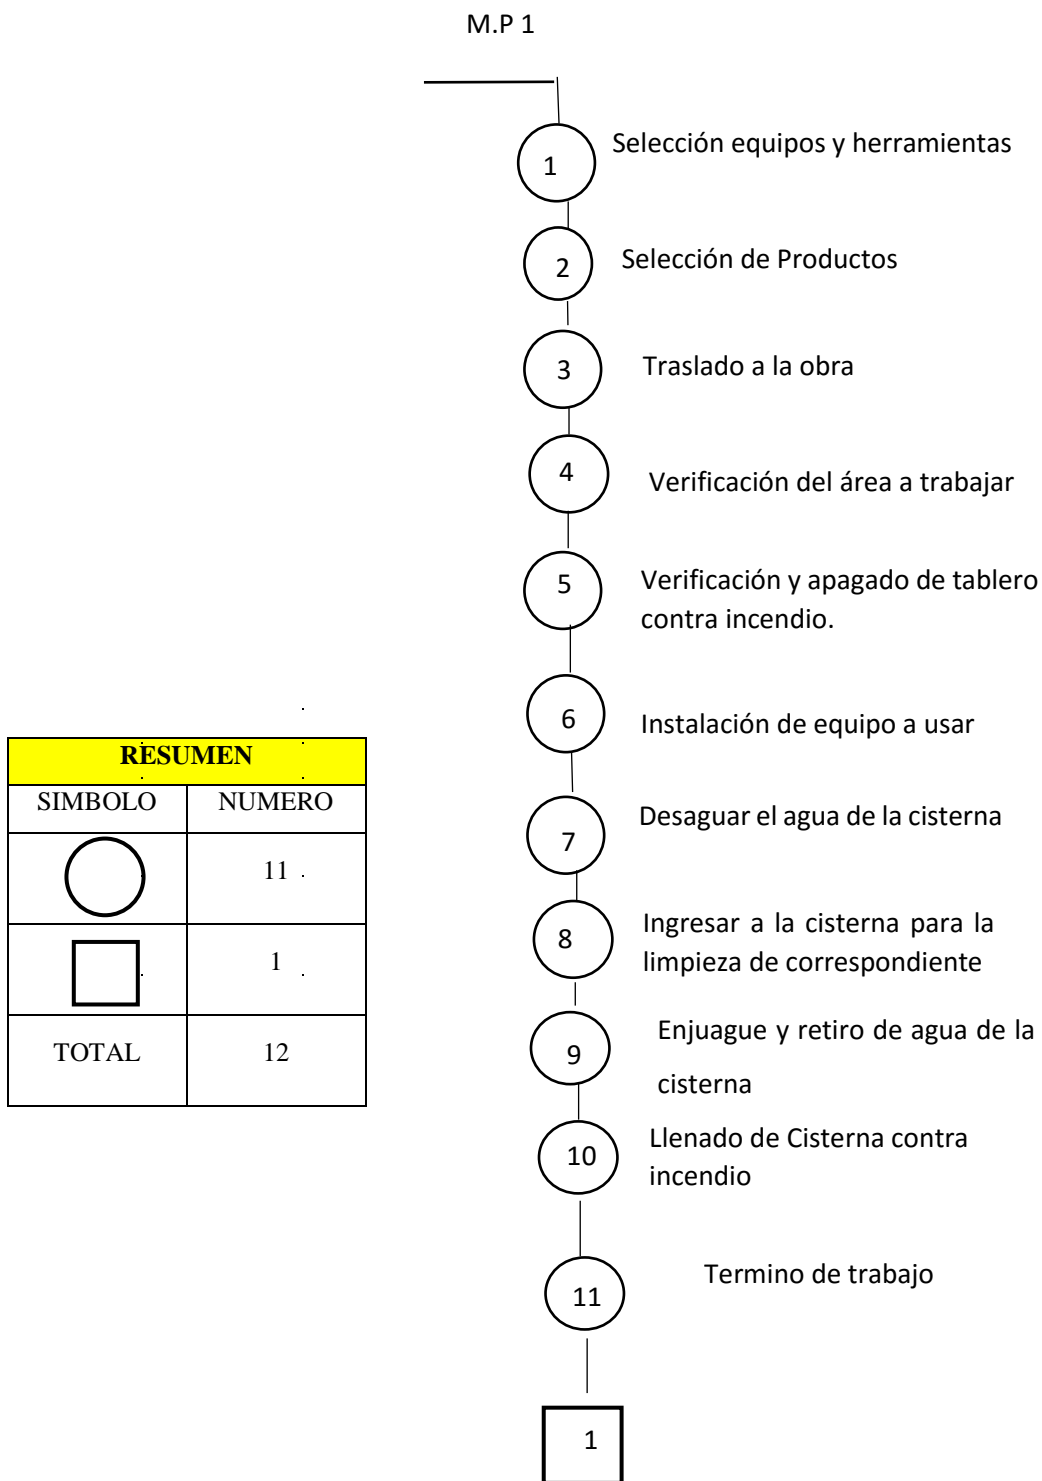 M.P 1
1
Selección equipos y herramientas
2
Selección de Productos
3
Traslado a la obra
4
Verificación del área a trabajar
5
Verificación y apagado de tablero
contra incendio.
6
Instalación de equipo a usar
7
Desaguar el agua de la cisterna
8
Ingresar a la cisterna para la
limpieza de correspondiente
9
Enjuague y retiro de agua de la
cisterna
10
Llenado de Cisterna contra
incendio
11
Termino de trabajo
1
RESUMEN
SIMBOLO NUMERO
11
1
TOTAL 12